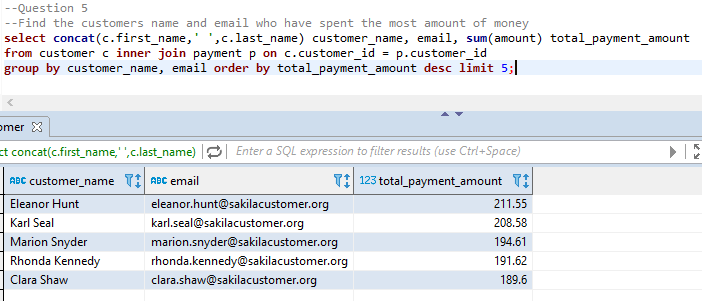 --Question 5
--Find the customers name and email who have spent the most amount of money
select concat(c.first_name,' ',c.last_name) customer_name, email, sum(amount) total_payment_amount
from customer c inner join payment p on c.customer_id = p.customer_id
group by customer_name, email order by total_payment_amount desc limit 5;
omer
ct concat(c.first_name,' ',c.last_name) Enter a SQL expression to filter results (use Ctrl+Space)
ABC customer_name ABC email 123 total_payment_amount
Eleanor Hunt eleanor.hunt@sakilacustomer.org 211.55
Karl Seal karl.seal@sakilacustomer.org 208.58
Marion Snyder marion.snyder@sakilacustomer.org 194.61
Rhonda Kennedy rhonda.kennedy@sakilacustomer.org 191.62
Clara Shaw clara.shaw@sakilacustomer.org 189.6